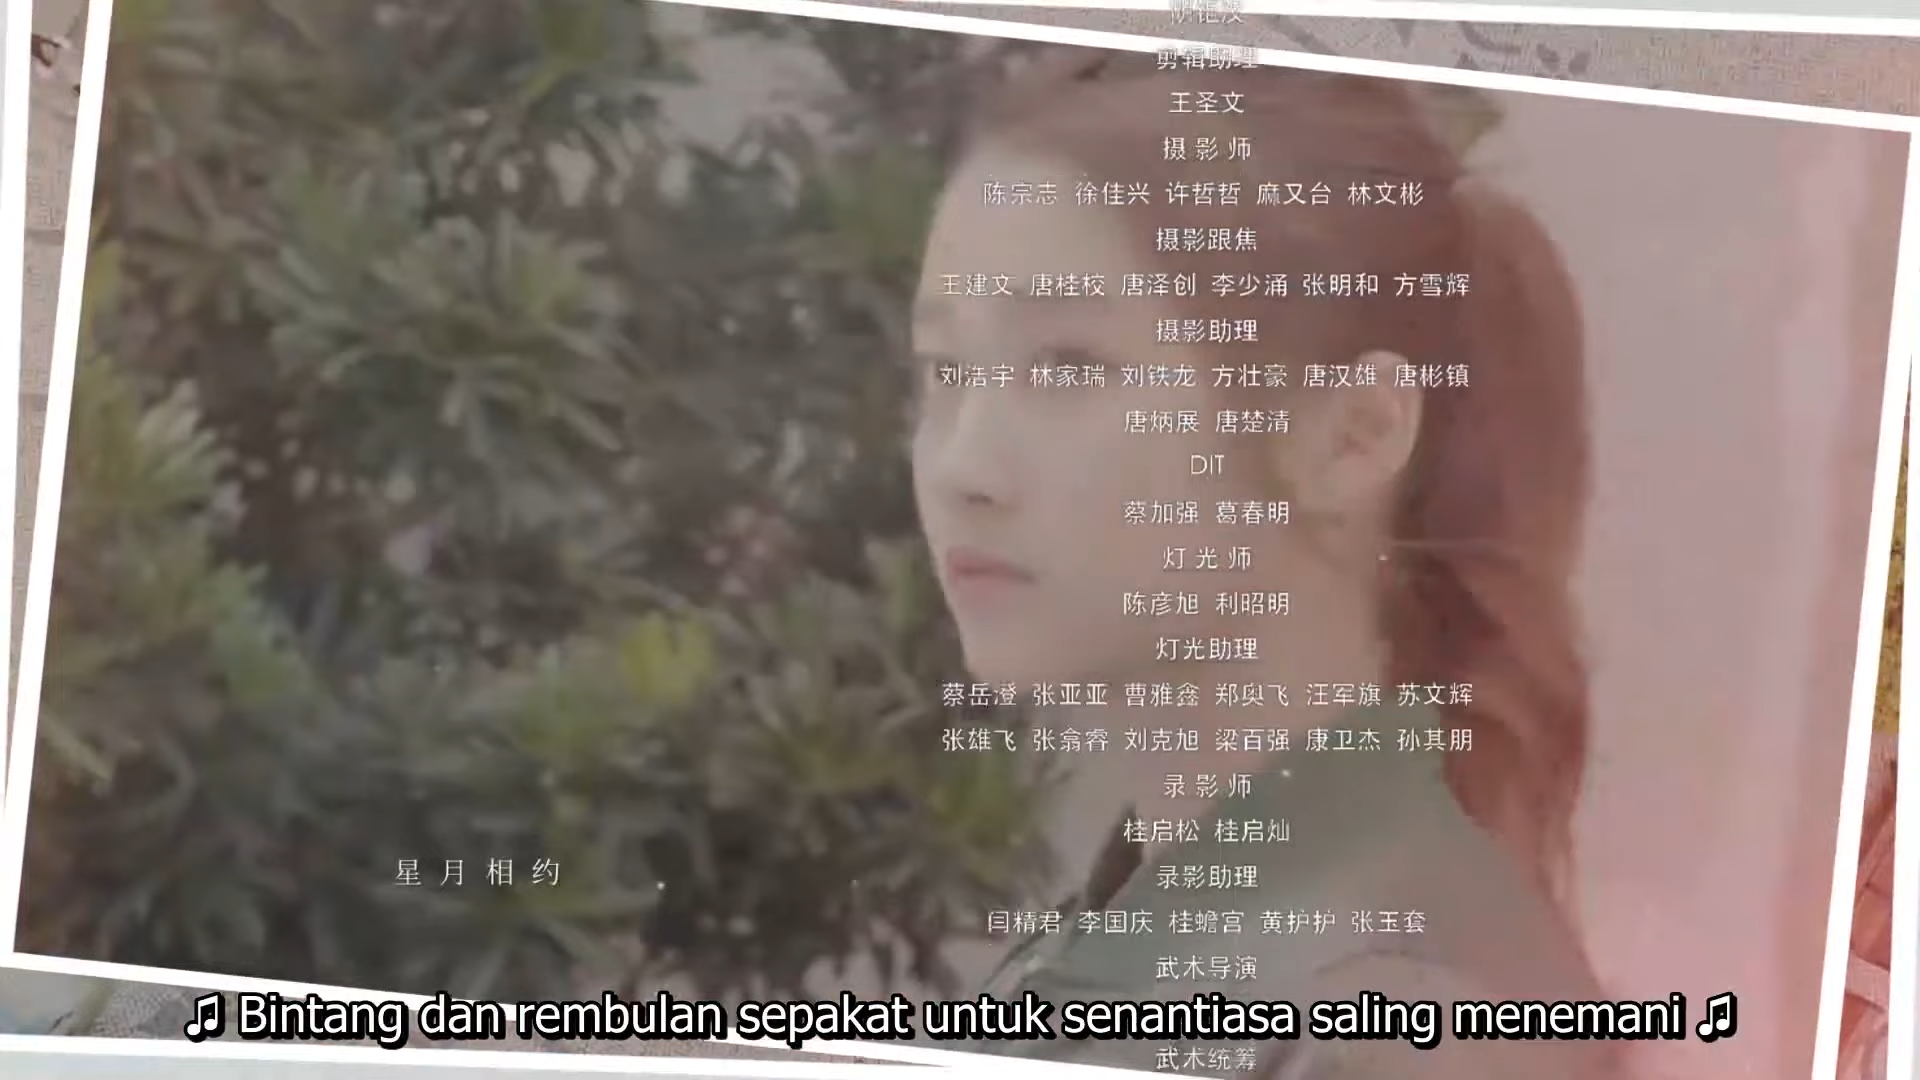 剪辑助理
王圣文
摄影师
陈宗志 徐佳兴 许哲哲 麻又台 林文彬
摄影跟焦
王建文 唐桂校 唐泽创 李少涌 张明和 方雪辉
摄影助理
刘浩宇 林家瑞 刘铁龙 方壮豪 唐汉雄 唐彬镇
唐炳展 唐楚清
DIT
蔡加强 葛春明
灯光师
陈彦旭 利昭明
灯光助理
蔡岳澄 张亚亚 曹雅鑫 郑奥飞 汪军旗 苏文辉
张雄飞 张翕睿 刘克旭 梁百强 康卫杰 孙其朋
录影师
桂启松 桂启灿
录影助理
星月相约
闫精君 李国庆 桂蟾宫 黄护护 张玉套
武术导演
♫ Bintang dan rembulan sepakat untuk senantiasa saling menemani ♫
武术统筹